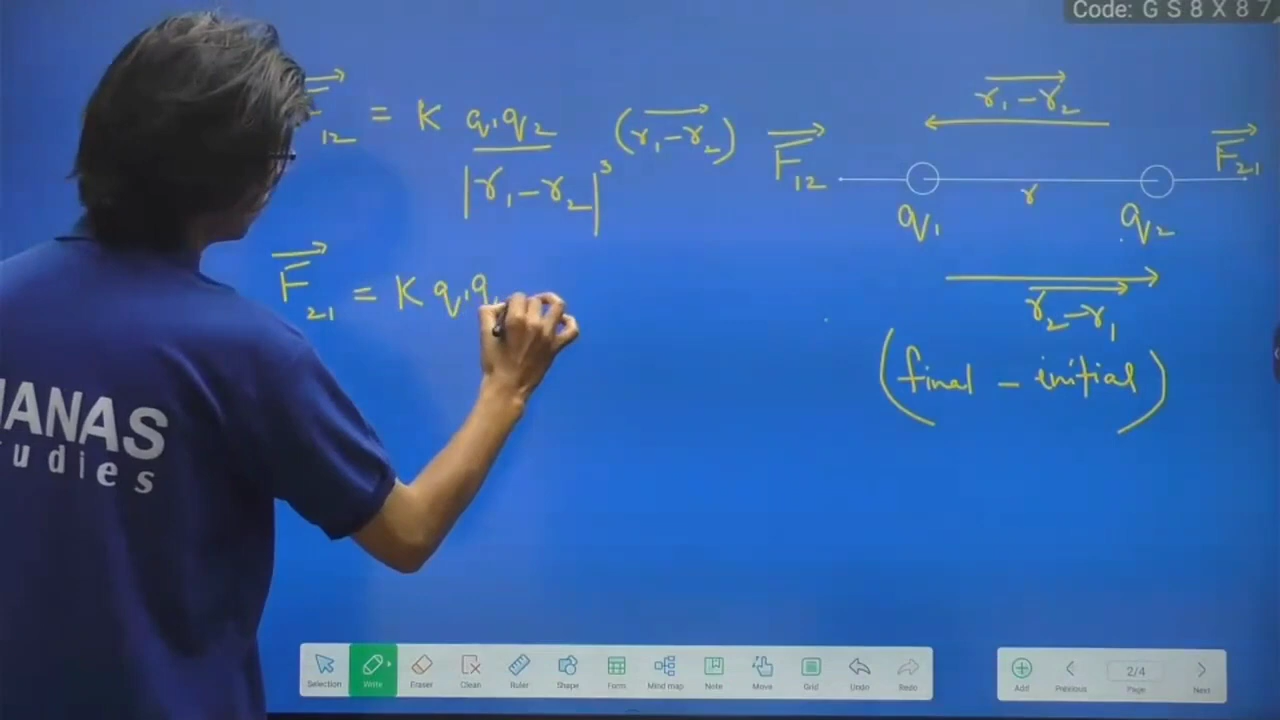 Code: G S 8 X 8 7
12 = K q₁q₂ / |r₁-r₂|³ (r₁-r₂)
F₂₁ = K q₁q
r₁-r₂
F₁₂
F₂₁
r
q₁
q₂
r₂-r₁
(final - initial)
ANAS
udies
Selection
Write
Eraser
Clean
Ruler
Shape
Form
Mind map
Note
Move
Grid
Undo
Redo
Add
Previous
2/4
Page
Next